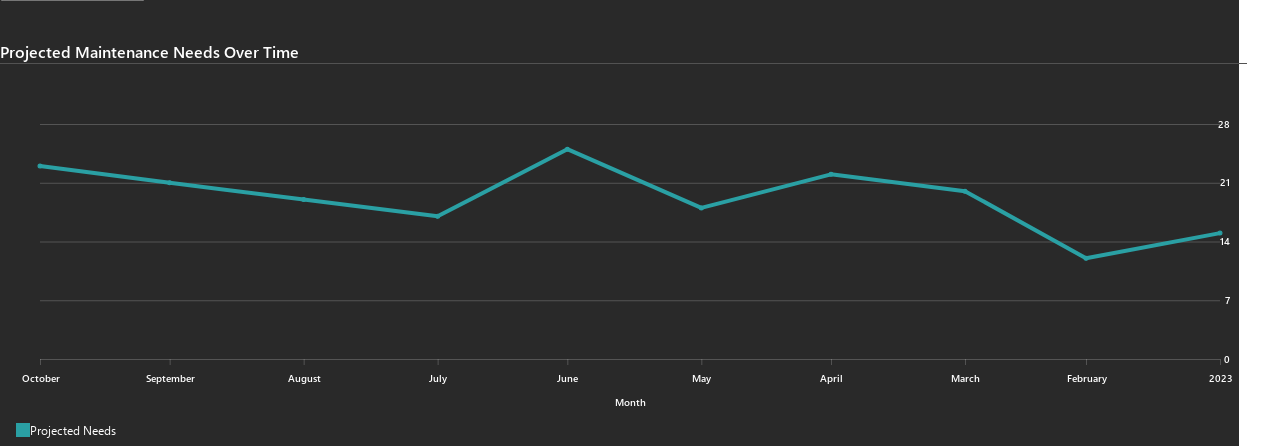 Projected Maintenance Needs Over Time
28
21
14
7
0
October September August July June May April March February 2023
Month
Projected Needs